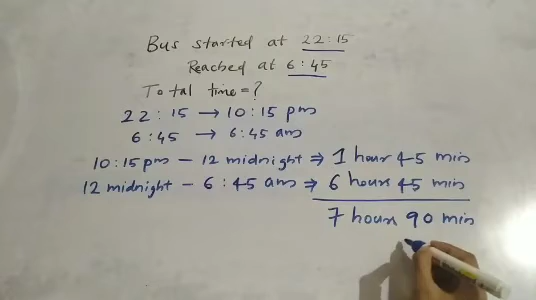 Bus started at 22:15
Reached at 6:45
Total time = ?
22:15 → 10:15 pm
6:45 → 6:45 am
10:15 pm - 12 midnight ⇒ 1 hour 45 min
12 midnight - 6:45 am ⇒ 6 hours 45 min
7 hours 90 min